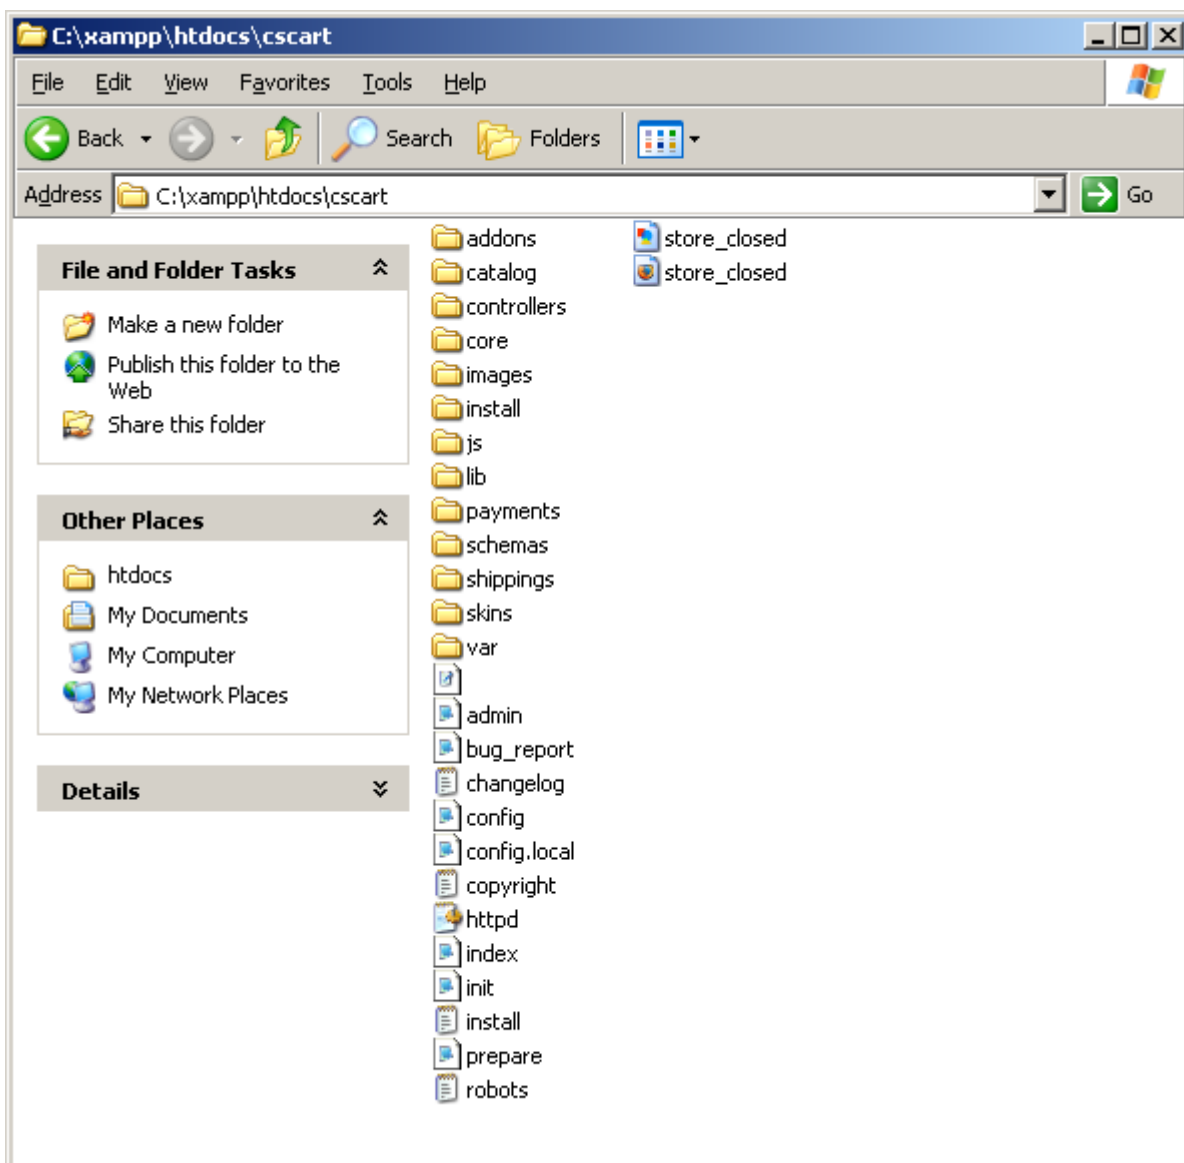 C:\xampp\htdocs\cscart
File Edit View Favorites Tools Help
Back Search Folders
Address C:\xampp\htdocs\cscart Go
File and Folder Tasks
Make a new folder
Publish this folder to the
Web
Share this folder
Other Places
htdocs
My Documents
My Computer
My Network Places
Details
addons
catalog
controllers
core
images
install
js
lib
payments
schemas
shippings
skins
var
admin
bug_report
changelog
config
config.local
copyright
httpd
index
init
install
prepare
robots
store_closed
store_closed